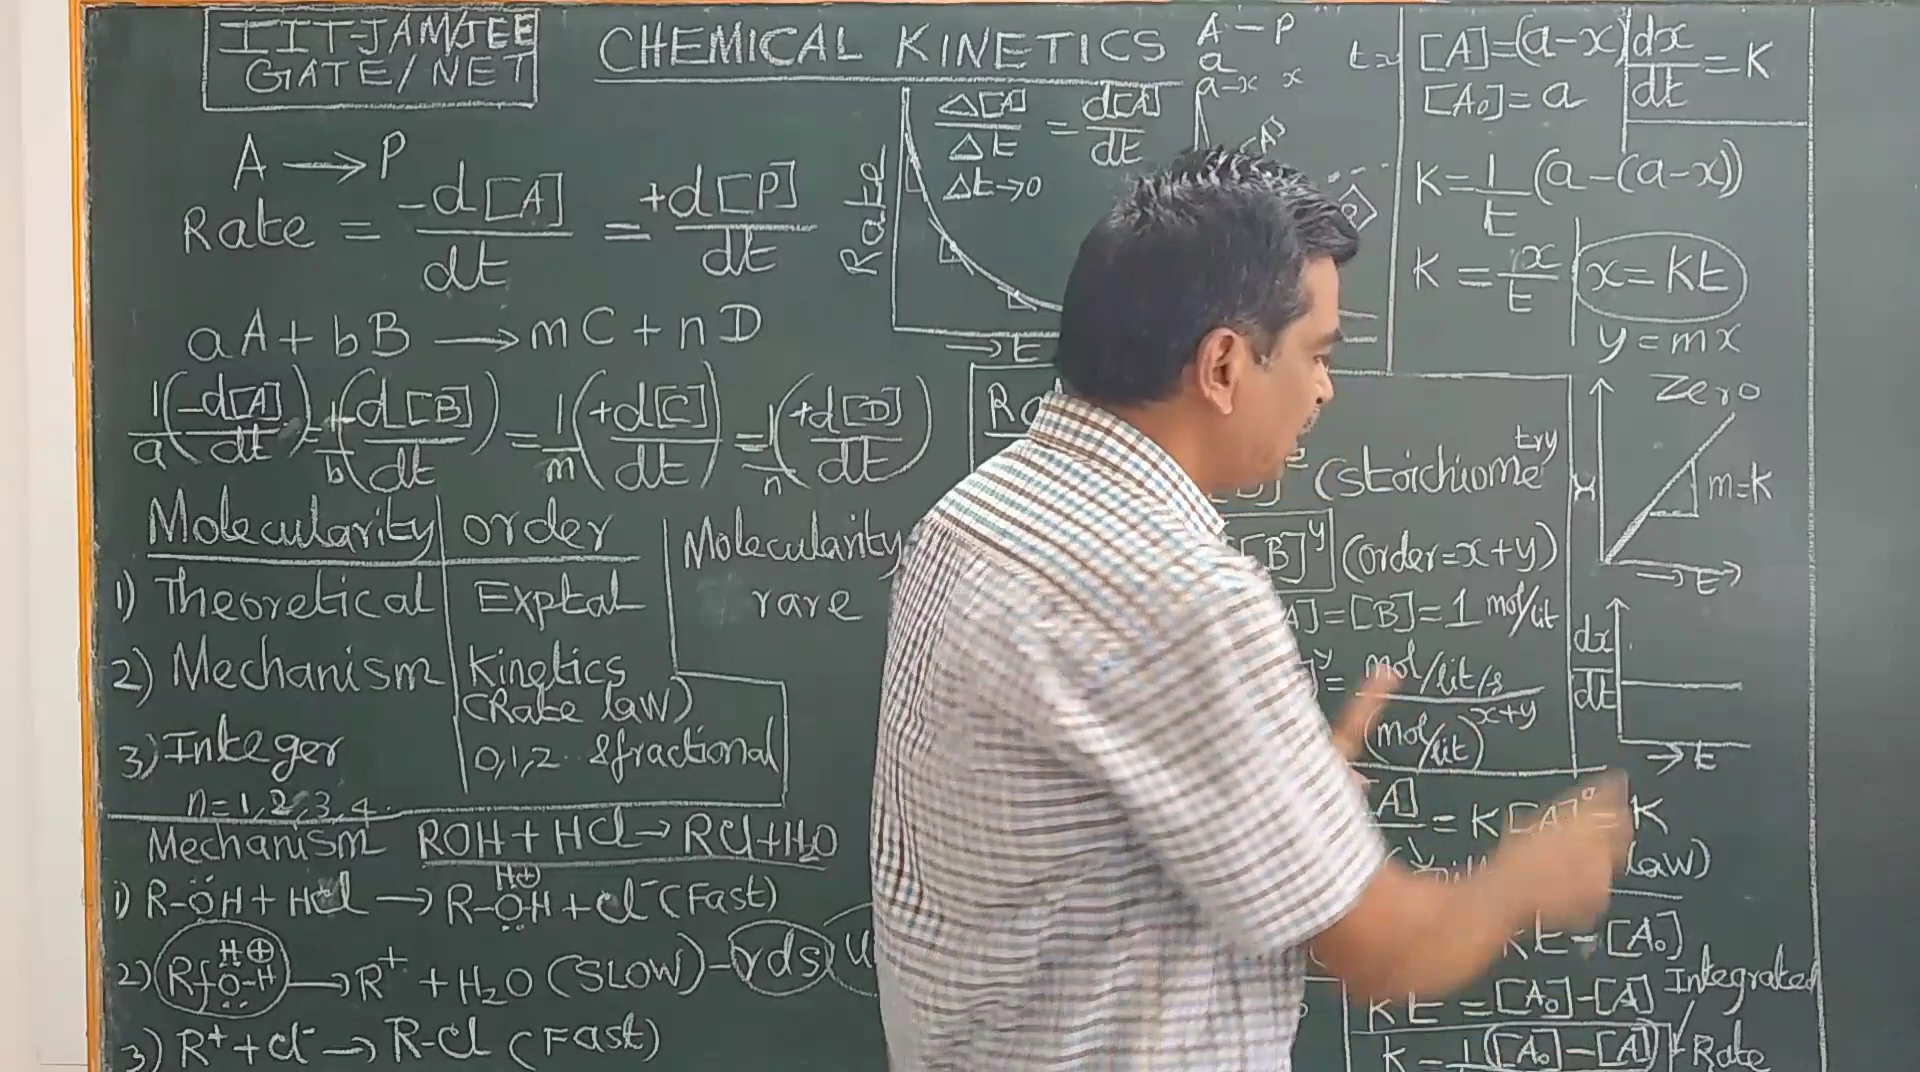 IIT-JAM/JEE
GATE/NET
CHEMICAL KINETICS
A → P
Rate = -d[A]/dt = +d[P]/dt
aA + bB → mC + nD
1/a(-d[A]/dt) = 1/b(d[B]/dt) = 1/m(+d[C]/dt) = 1/n(+d[D]/dt)
Molecularity order
1) Theoretical Exptal
2) Mechanism Kinetics
(Rate law)
3) Integer 0,1,2 & fractional
n=1,2,3,4.
Molecularity
rare
Mechanism ROH + HCl → RCl + H₂O
1) R-ÖH + HCl → R-OH + Cl⁻ (Fast)
H⊕
2) R-O-H → R⁺ + H₂O (SLOW) - rds
H ⊕
3) R⁺ + Cl⁻ → R-Cl (Fast)
Δ[A]/Δt = d[A]/dt
Δt→0
Rate
→ t
A — P
a
a-x x
[A]
[A]=(a-x)
[A₀]=a
dx/dt = K
K = 1/t (a-(a-x))
K = x/t
x = Kt
y = mx
Zero
x
m=K
→ t
dx/dt
→ t
(stoichiometry
[B]^y (order=x+y)
A]=[B]=1 mol/lit
y = mol/lit/s / (mol/lit)^x+y
[A] = K [A]° = K
law)
Kt - [A₀]
Kt = [A₀]-[A]
K = 1 ([A₀]-[A])
Integrated
Rate